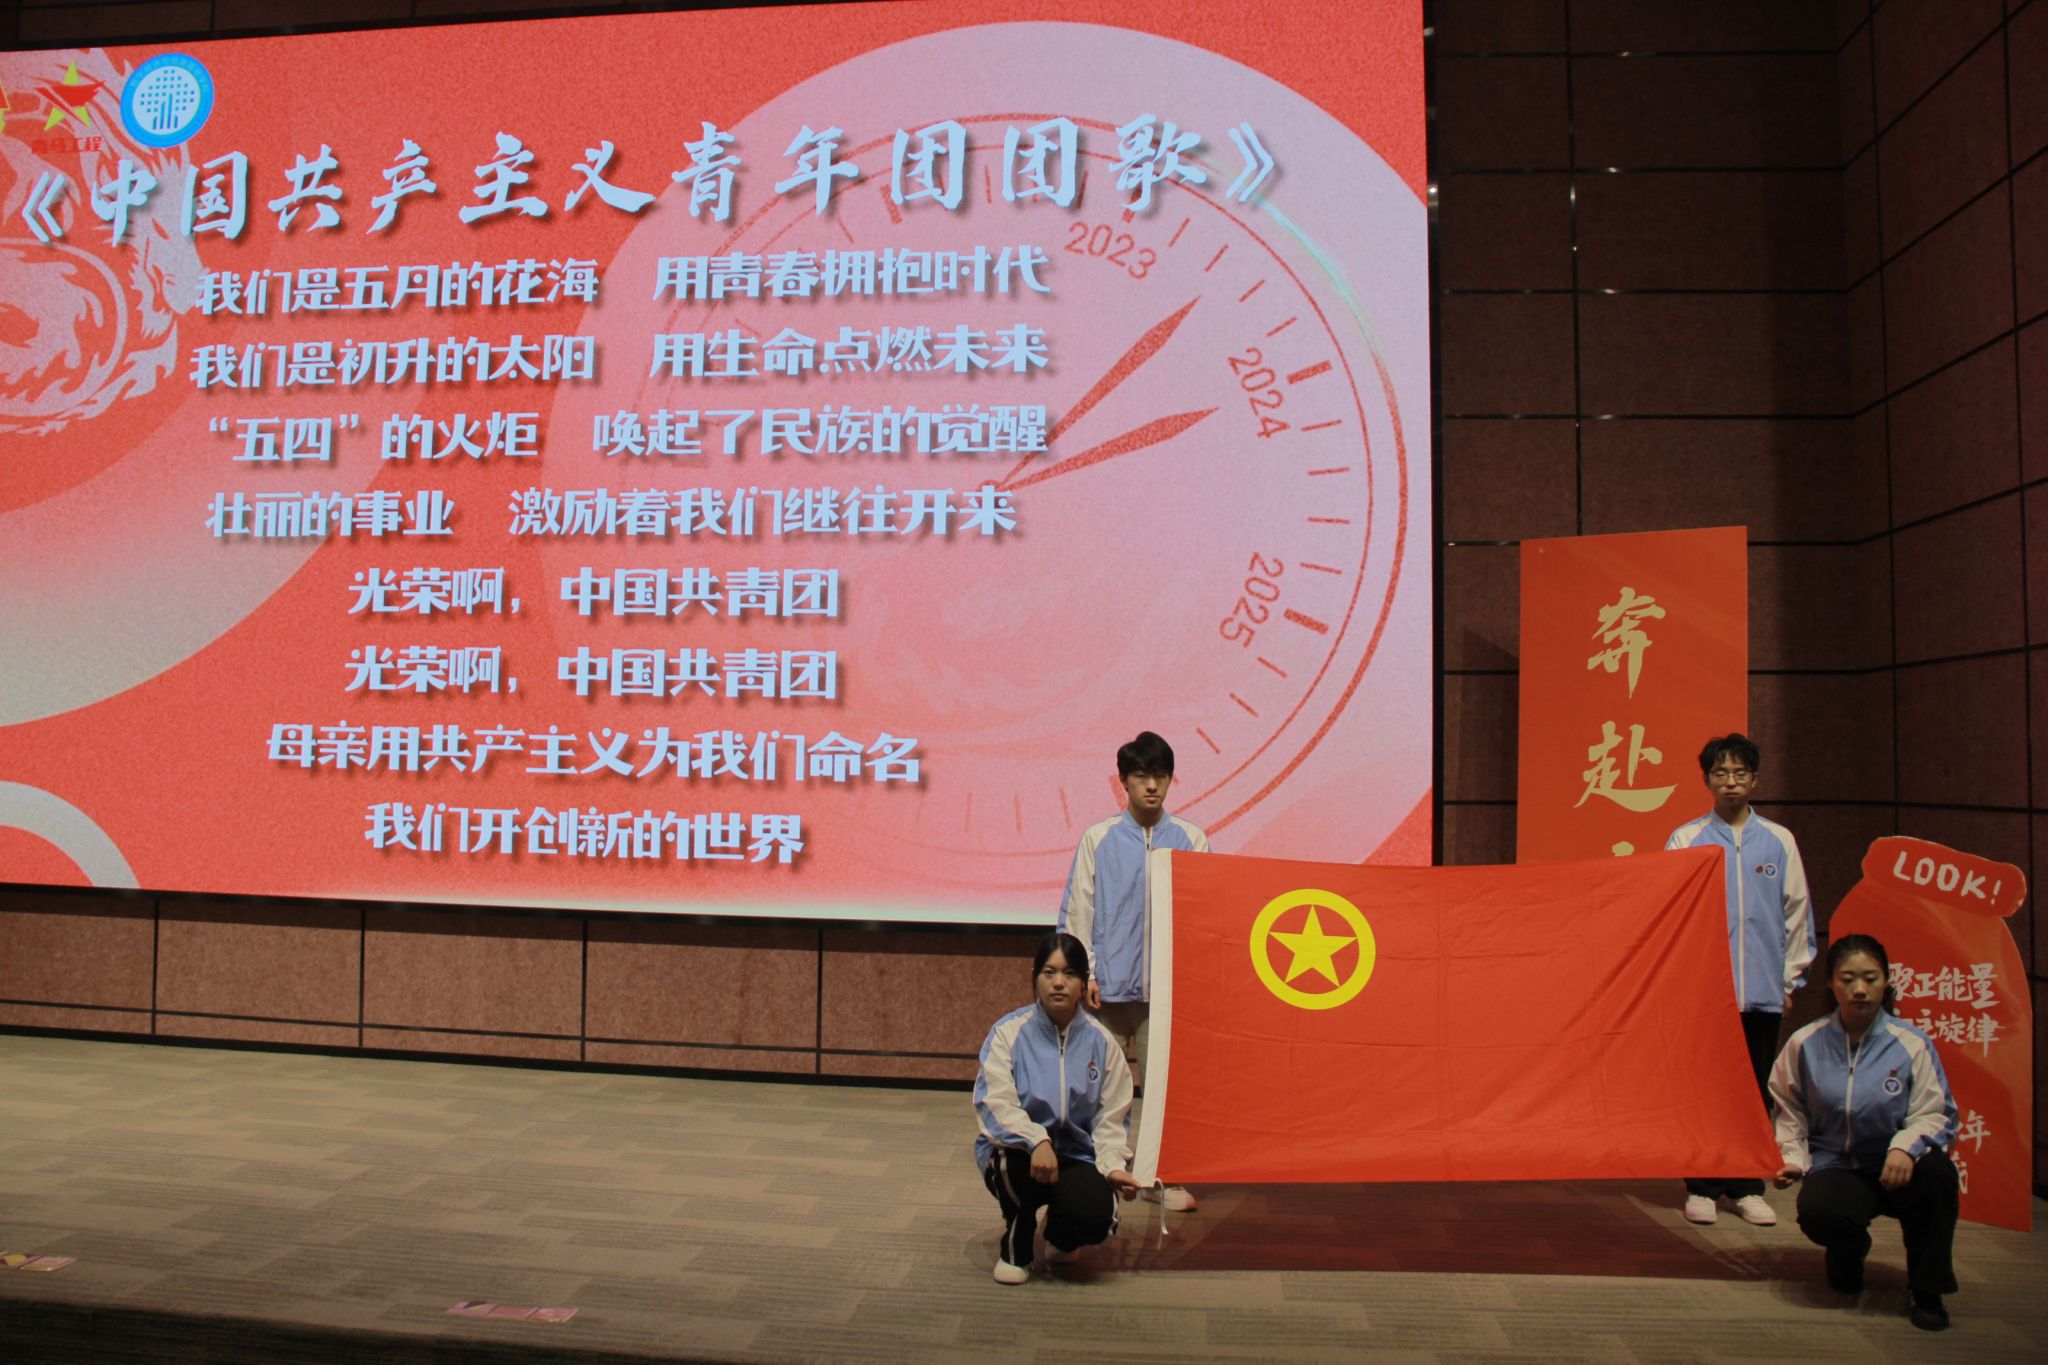 青马工程
《中国共产主义青年团团歌》
我们是五月的花海 用青春拥抱时代
我们是初升的太阳 用生命点燃未来
“五四”的火炬 唤起了民族的觉醒
壮丽的事业 激励着我们继往开来
光荣啊，中国共青团
光荣啊，中国共青团
母亲用共产主义为我们命名
我们开创新的世界
2023
2024
2025
奔赴
LOOK!
聚正能量
主旋律
年